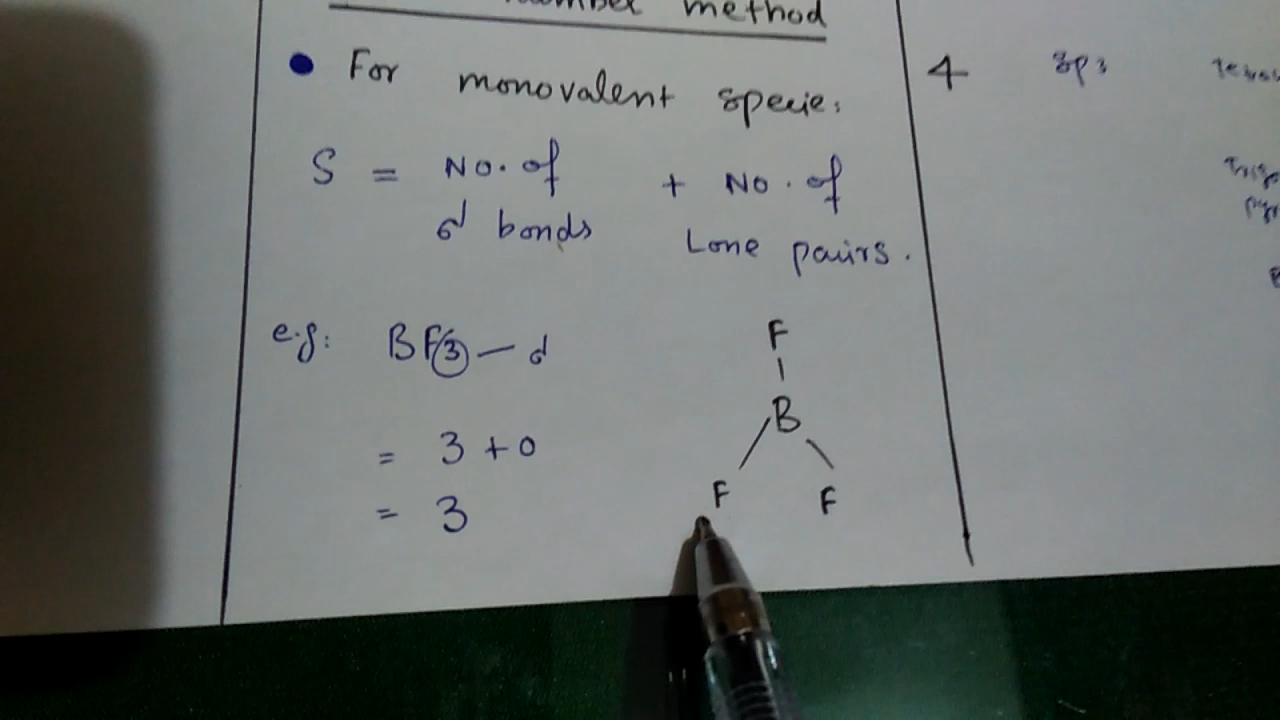 method
For monovalent specie:
S = No. of + No. of
σ bonds Lone pairs.
e.g: BF3 — σ
= 3 + 0
= 3
F
B
F F
4 sp3